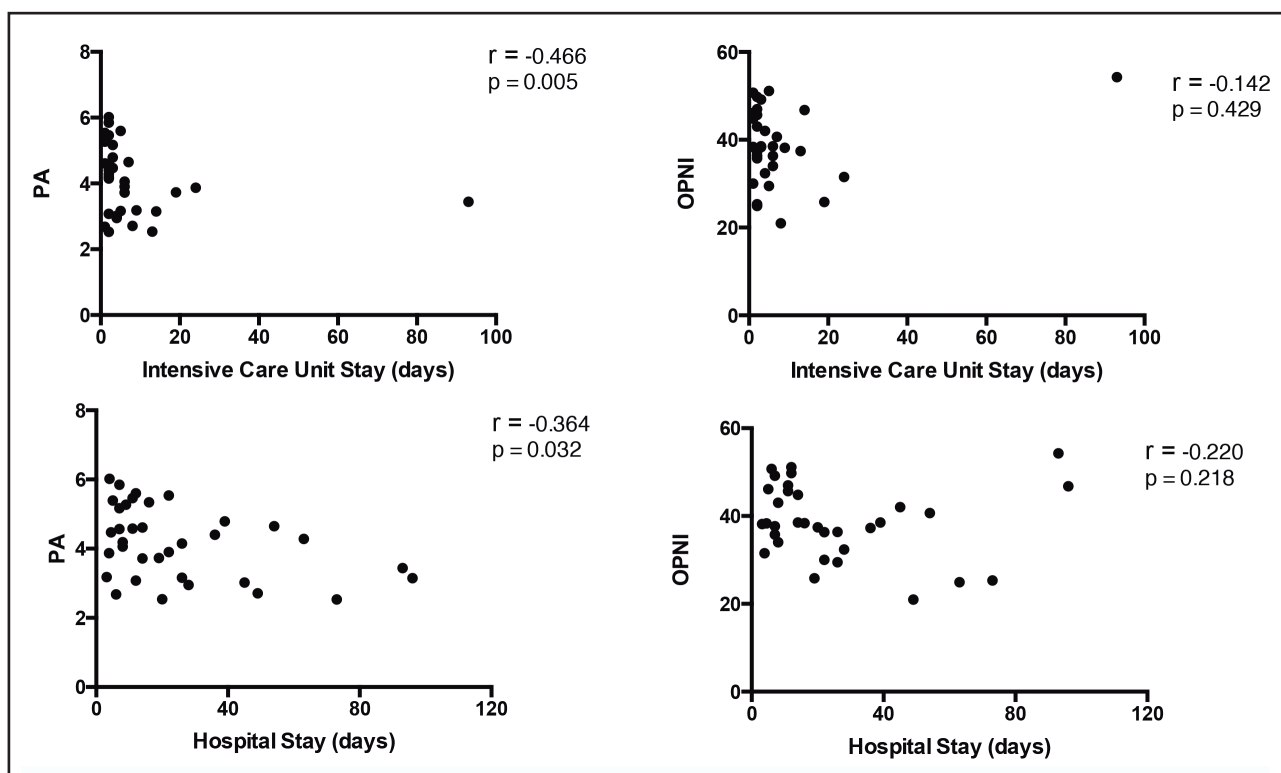 8
6
4
2
0
PA
0 20 40 60 80 100
Intensive Care Unit Stay (days)
r = -0.466
p = 0.005
60
40
20
0
OPNI
0 20 40 60 80 100
Intensive Care Unit Stay (days)
r = -0.142
p = 0.429
8
6
4
2
0
PA
0 40 80 120
Hospital Stay (days)
r = -0.364
p = 0.032
60
40
20
0
OPNI
0 40 80 120
Hospital Stay (days)
r = -0.220
p = 0.218